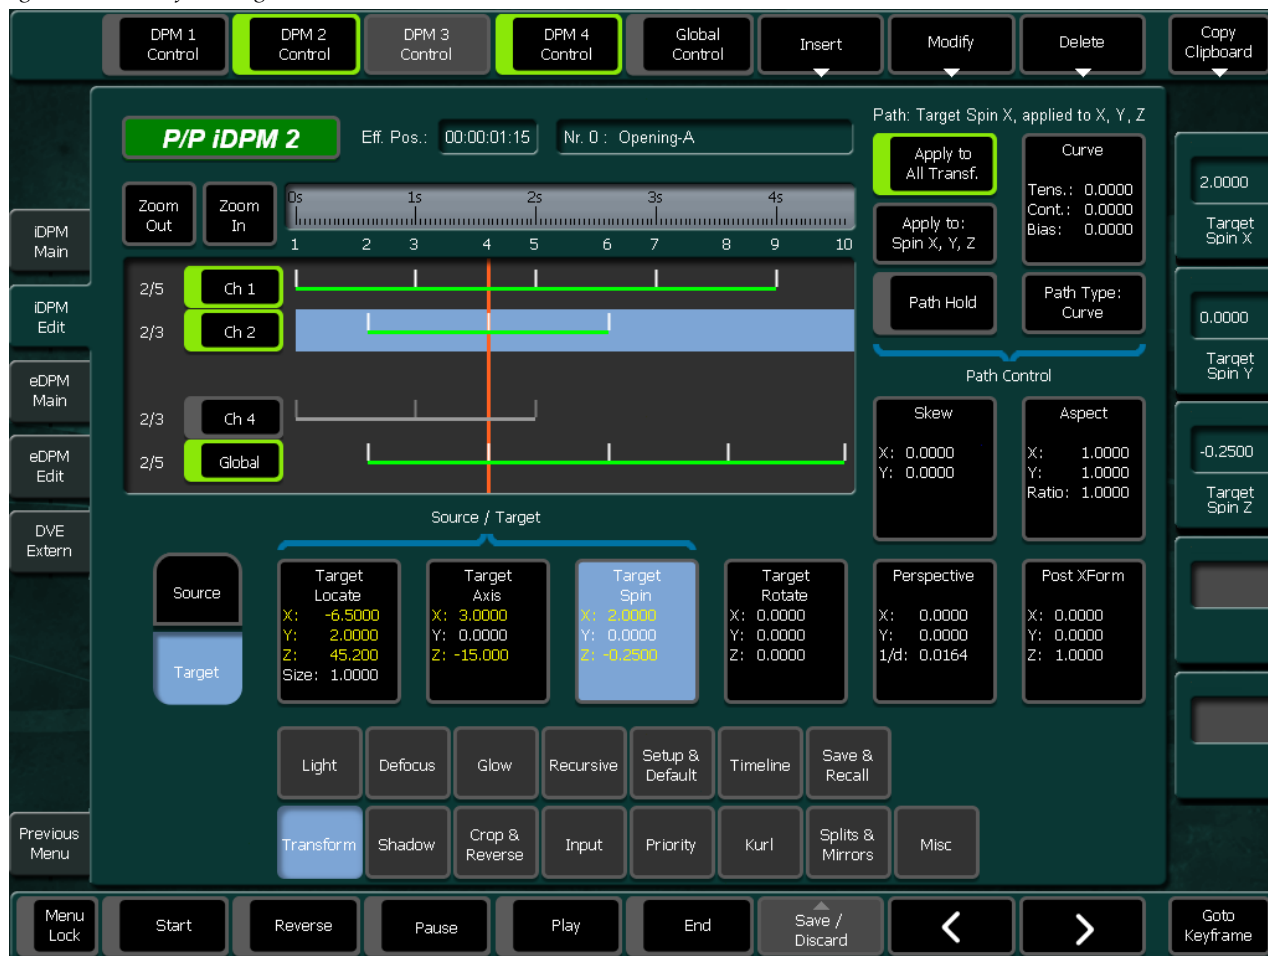 DPM 1
Control
DPM 2
Control
DPM 3
Control
DPM 4
Control
Global
Control
Insert
Modify
Delete
Copy
Clipboard
P/P iDPM 2
Eff. Pos.: 00:00:01:15
Nr. 0 : Opening-A
Path: Target Spin X, applied to X, Y, Z
Apply to
All Transf.
Curve
Tens.: 0.0000
Cont.: 0.0000
Bias: 0.0000
Apply to:
Spin X, Y, Z
Path Hold
Path Type:
Curve
Path Control
Zoom
Out
Zoom
In
0s 1s 2s 3s 4s
1 2 3 4 5 6 7 8 9 10
2/5 Ch 1
2/3 Ch 2
2/3 Ch 4
2/5 Global
iDPM
Main
iDPM
Edit
eDPM
Main
eDPM
Edit
DVE
Extern
Previous
Menu
2.0000
Target
Spin X
0.0000
Target
Spin Y
-0.2500
Target
Spin Z
Skew
X: 0.0000
Y: 0.0000
Aspect
X: 1.0000
Y: 1.0000
Ratio: 1.0000
Source / Target
Source
Target
Target
Locate
X: -6.5000
Y: 2.0000
Z: 45.200
Size: 1.0000
Target
Axis
X: 3.0000
Y: 0.0000
Z: -15.000
Target
Spin
X: 2.0000
Y: 0.0000
Z: -0.2500
Target
Rotate
X: 0.0000
Y: 0.0000
Z: 0.0000
Perspective
X: 0.0000
Y: 0.0000
1/d: 0.0164
Post XForm
X: 0.0000
Y: 0.0000
Z: 1.0000
Light
Defocus
Glow
Recursive
Setup &
Default
Timeline
Save &
Recall
Transform
Shadow
Crop &
Reverse
Input
Priority
Kurl
Splits &
Mirrors
Misc
Menu
Lock
Start
Reverse
Pause
Play
End
Save /
Discard
Goto
Keyframe